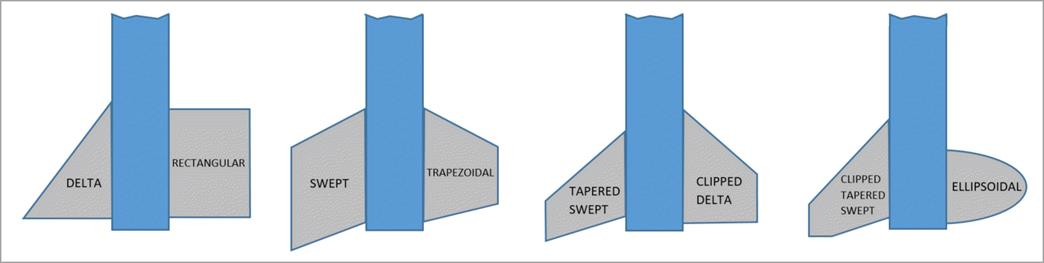 DELTA
RECTANGULAR
SWEPT
TRAPEZOIDAL
TAPERED
SWEPT
CLIPPED
DELTA
CLIPPED
TAPERED
SWEPT
ELLIPSOIDAL